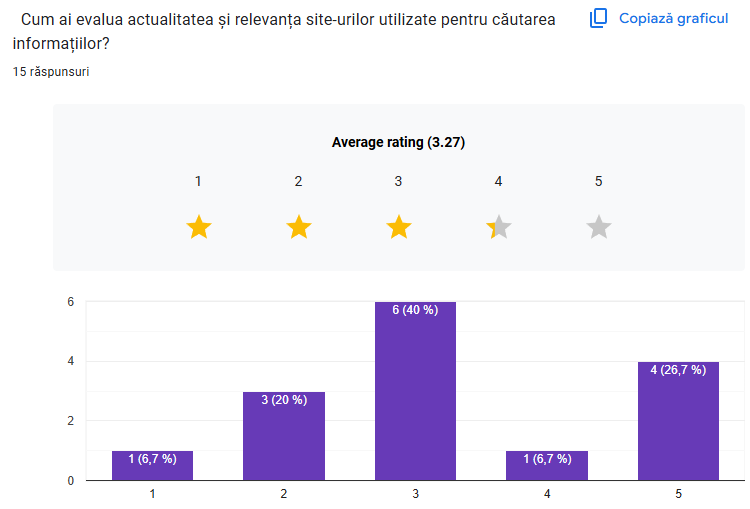 Cum ai evalua actualitatea și relevanța site-urilor utilizate pentru căutarea
informațiilor?
Copiază graficul
15 răspunsuri
Average rating (3.27)
1 2 3 4 5
6
4
2
0
1 (6,7 %)
3 (20 %)
6 (40 %)
1 (6,7 %)
4 (26,7 %)
1 2 3 4 5